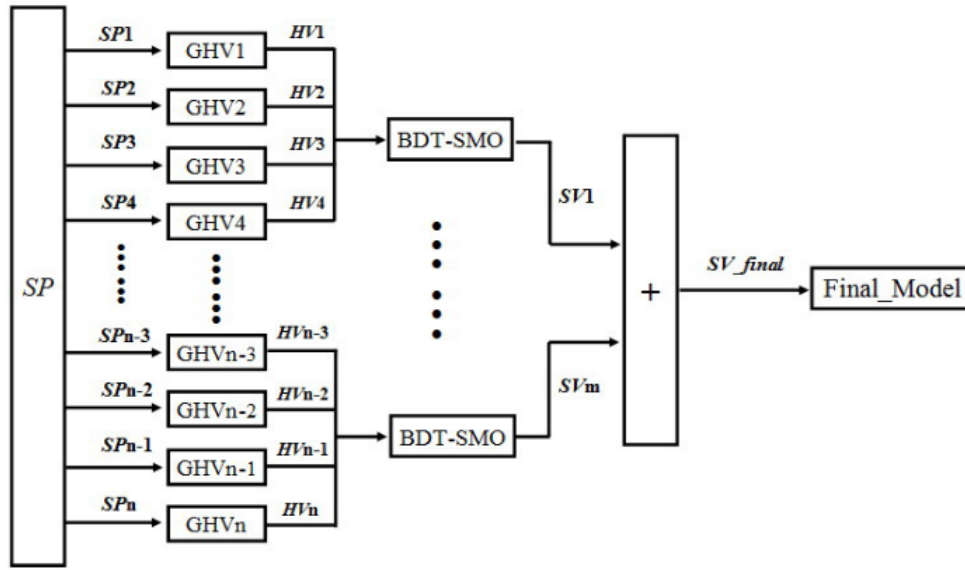 SP
SP1
GHV1
HV1
SP2
GHV2
HV2
SP3
GHV3
HV3
SP4
GHV4
HV4
SPn-3
GHVn-3
HVn-3
SPn-2
GHVn-2
HVn-2
SPn-1
GHVn-1
HVn-1
SPn
GHVn
HVn
BDT-SMO
BDT-SMO
SV1
SVm
+
SV_final
Final_Model